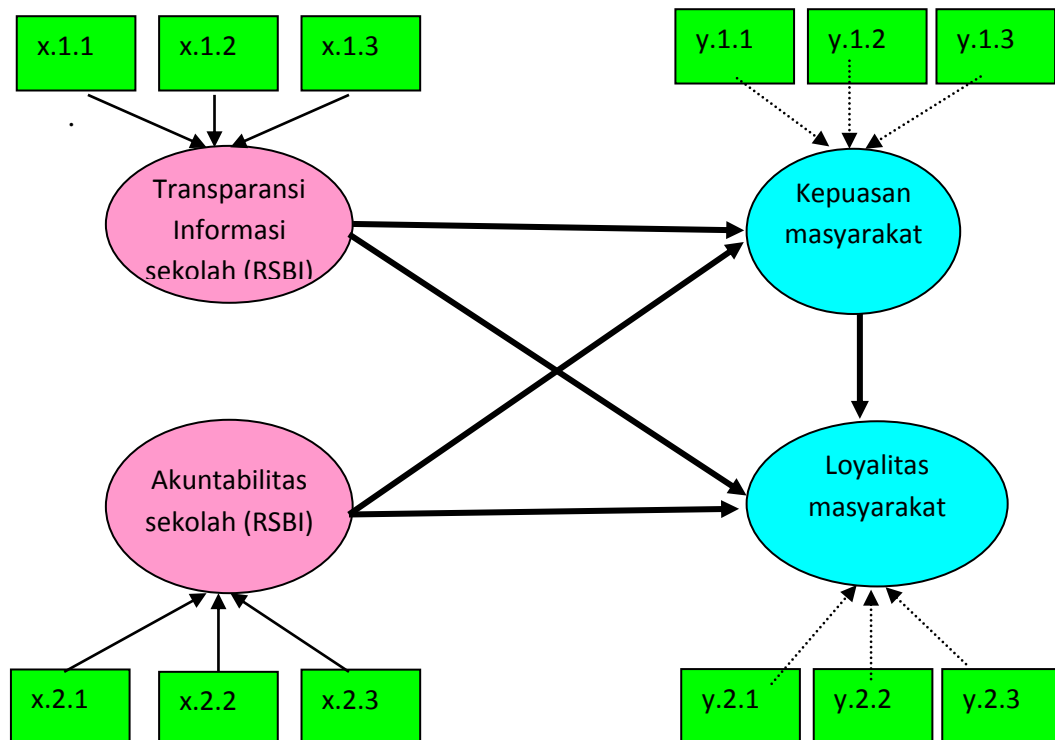 x.1.1
x.1.2
x.1.3
y.1.1
y.1.2
y.1.3
Transparansi
Informasi
sekolah (RSBI)
Kepuasan
masyarakat
Akuntabilitas
sekolah (RSBI)
Loyalitas
masyarakat
x.2.1
x.2.2
x.2.3
y.2.1
y.2.2
y.2.3